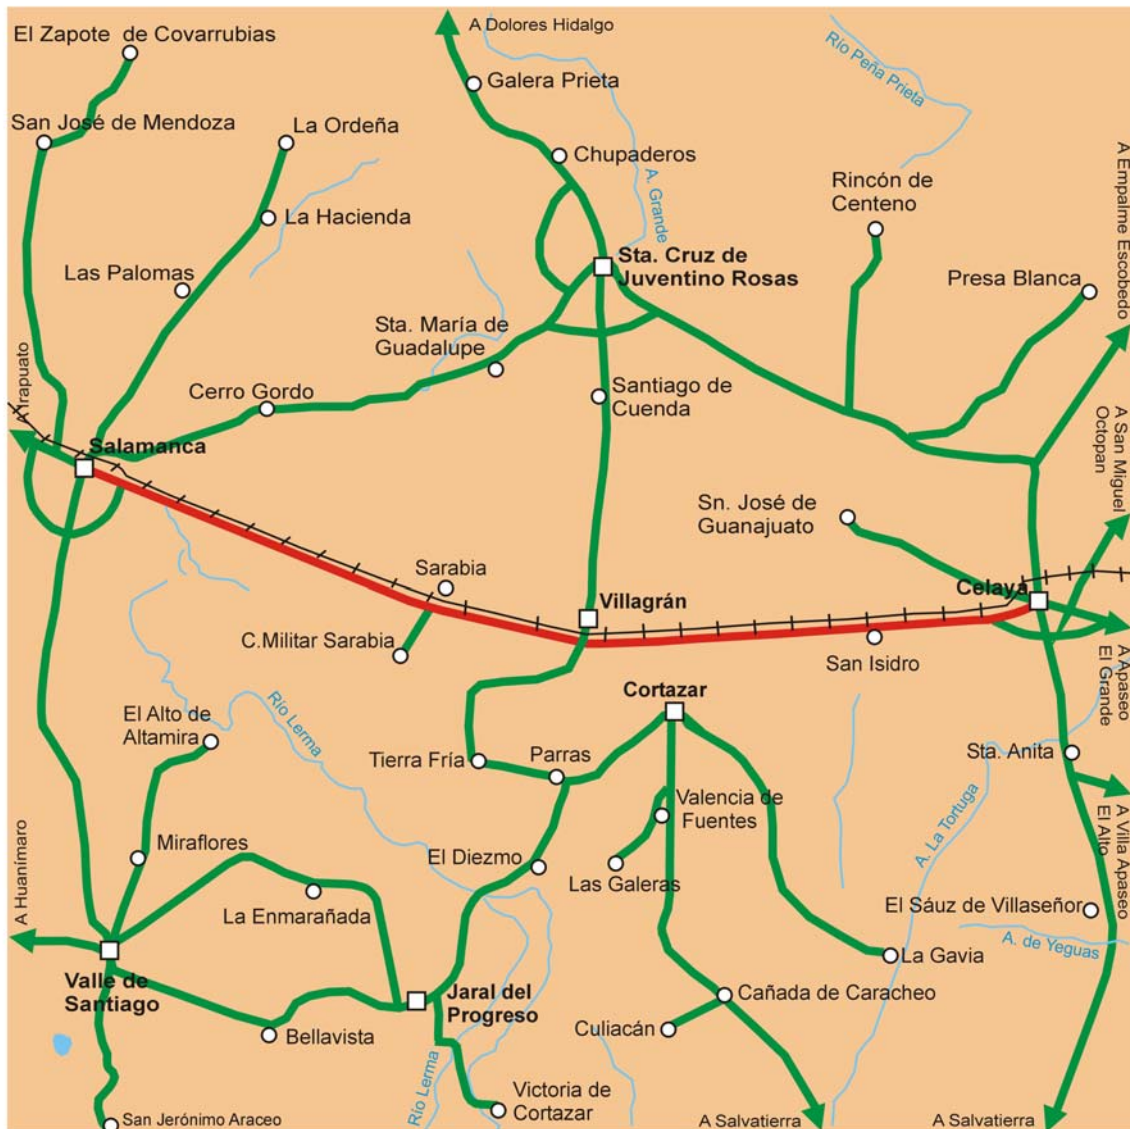 A Dolores Hidalgo
El Zapote de Covarrubias
Río Peña Prieta
Galera Prieta
San José de Mendoza
La Ordeña
Chupaderos
A. Grande
A Empalme Escobedo
Rincón de
Centeno
La Hacienda
Las Palomas
Sta. Cruz de
Juventino Rosas
Presa Blanca
Sta. María de
Guadalupe
A Irapuato
Cerro Gordo
Santiago de
Cuenda
A San Miguel
Octopan
Salamanca
Sn. José de
Guanajuato
Sarabia
Villagrán
Celaya
C.Militar Sarabia
San Isidro
A Apaseo
El Grande
Cortazar
Río Lerma
El Alto de
Altamira
Tierra Fría
Parras
Sta. Anita
Valencia de
Fuentes
A. La Tortuga
A Villa Apaseo
El Alto
Miraflores
El Diezmo
Las Galeras
A Huanímaro
La Enmarañada
El Sáuz de Villaseñor
A. de Yeguas
La Gavia
Valle de
Santiago
Jaral del
Progreso
Cañada de Caracheo
Culiacán
Bellavista
Río Lerma
Victoria de
Cortazar
San Jerónimo Araceo
A Salvatierra
A Salvatierra